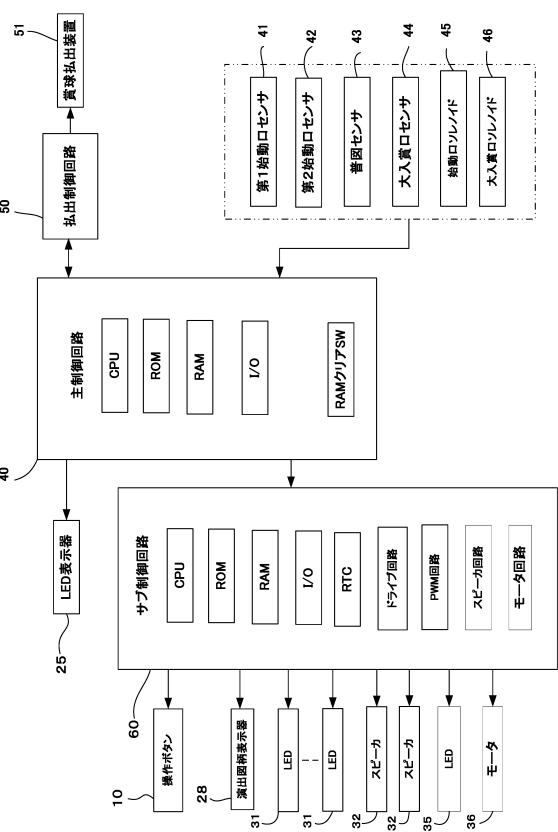 51
賞球払出装置
50
払出制御回路
41
第1始動口センサ
42
第2始動口センサ
43
普図センサ
44
大入賞口センサ
45
始動口ソレノイド
46
大入賞口ソレノイド
40
主制御回路
CPU
ROM
RAM
I/O
RAMクリアSW
25
LED表示器
60
サブ制御回路
CPU
ROM
RAM
I/O
RTC
ドライブ回路
PWM回路
スピーカ回路
モータ回路
10
操作ボタン
28
演出図柄表示器
31
LED
31
LED
32
スピーカ
32
スピーカ
35
LED
36
モータ